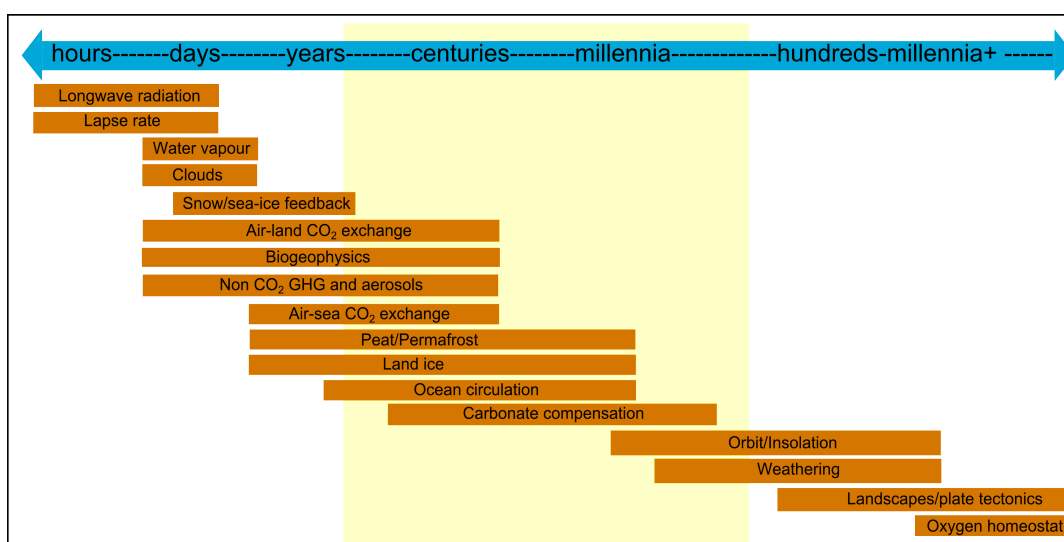 hours-------days--------years--------centuries--------millennia-------------hundreds-millennia+ ------
Longwave radiation
Lapse rate
Water vapour
Clouds
Snow/sea-ice feedback
Air-land CO₂ exchange
Biogeophysics
Non CO₂ GHG and aerosols
Air-sea CO₂ exchange
Peat/Permafrost
Land ice
Ocean circulation
Carbonate compensation
Orbit/Insolation
Weathering
Landscapes/plate tectonics
Oxygen homeostat